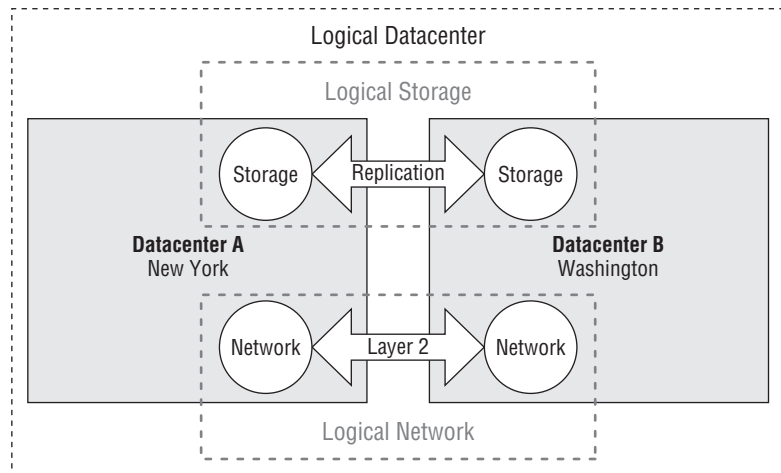 Logical Datacenter
Logical Storage
Storage
Replication
Storage
Datacenter A
New York
Datacenter B
Washington
Network
Layer 2
Network
Logical Network